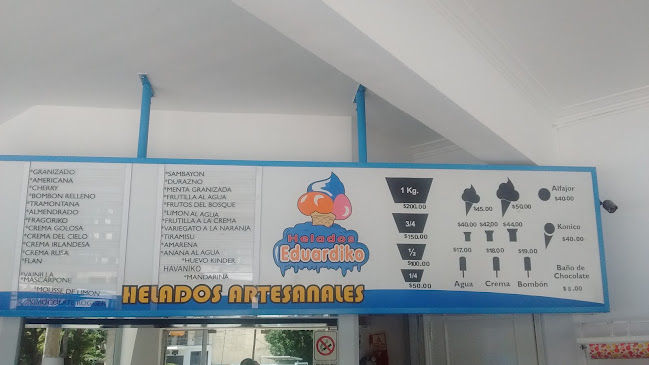 *GRANIZADO
*AMERICANA
*CHERRY
*BOMBON RELLENO
*TRAMONTANA
*ALMENDRADO
*FRAGORIKO
*CREMA GOLOSA
*CREMA DEL CIELO
*CREMA IRLANDESA
*CREMA RUSA
*FLAN
VAINILLA
*MASCARPONE
*MOUSSE DE LIMON
*SAMBAYON
*DURAZNO
*MENTA GRANIZADA
*FRUTILLA AL AGUA
*FRUTOS DEL BOSQUE
*LIMON AL AGUA
*FRUTILLA A LA CREMA
*VARIEGATO A LA NARANJA
*TIRAMISU
*AMARENA
*ANANA AL AGUA
*HUEVO KINDER
HAVANIKO
*MANDARINA
Helados
Eduardiko
HELADOS ARTESANALES
1 Kg.
$200.00
3/4
$150.00
1/2
$100.00
1/4
$50.00
$45.00
$50.00
$40.00 $42.00 $44.00
$17.00 $18.00 $19.00
Agua Crema Bombón
Alfajor
$40.00
Konico
$40.00
Baño de
Chocolate